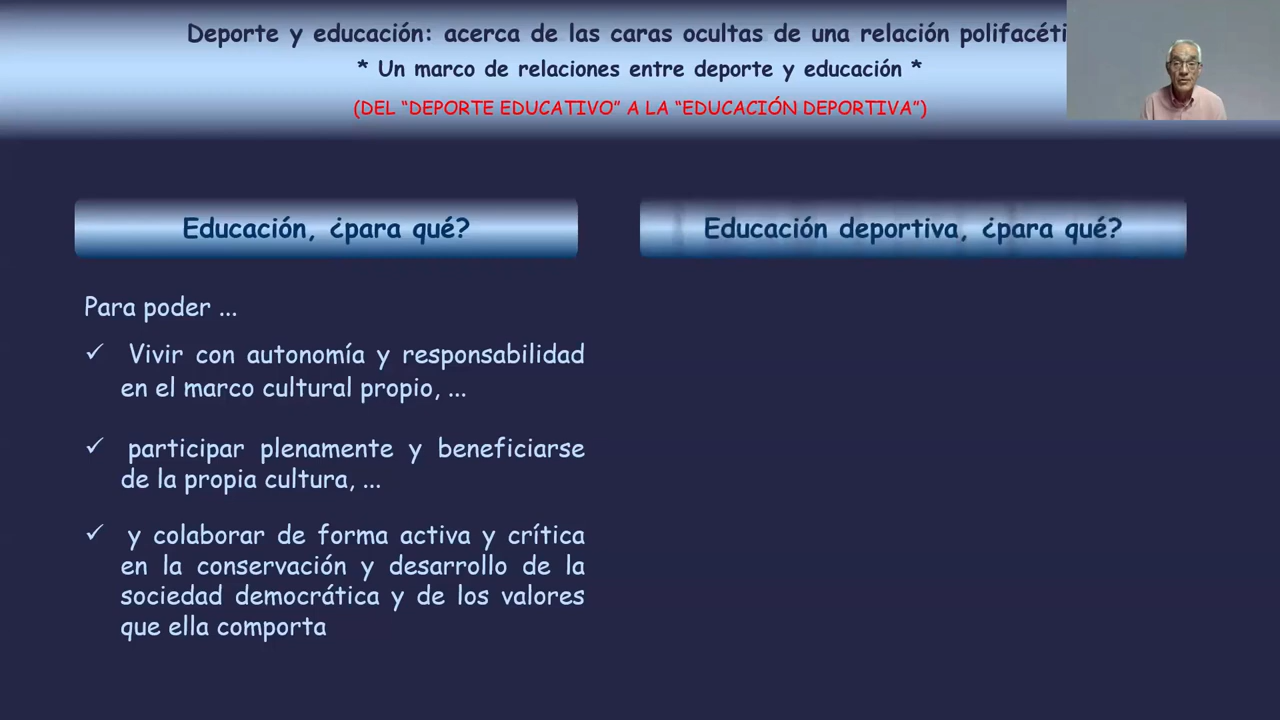 Deporte y educación: acerca de las caras ocultas de una relación polifacéti
* Un marco de relaciones entre deporte y educación *
(DEL “DEPORTE EDUCATIVO” A LA “EDUCACIÓN DEPORTIVA”)
Educación, ¿para qué?
Para poder ...
✓ Vivir con autonomía y responsabilidad
en el marco cultural propio, ...
✓ participar plenamente y beneficiarse
de la propia cultura, ...
✓ y colaborar de forma activa y crítica
en la conservación y desarrollo de la
sociedad democrática y de los valores
que ella comporta
Educación deportiva, ¿para qué?